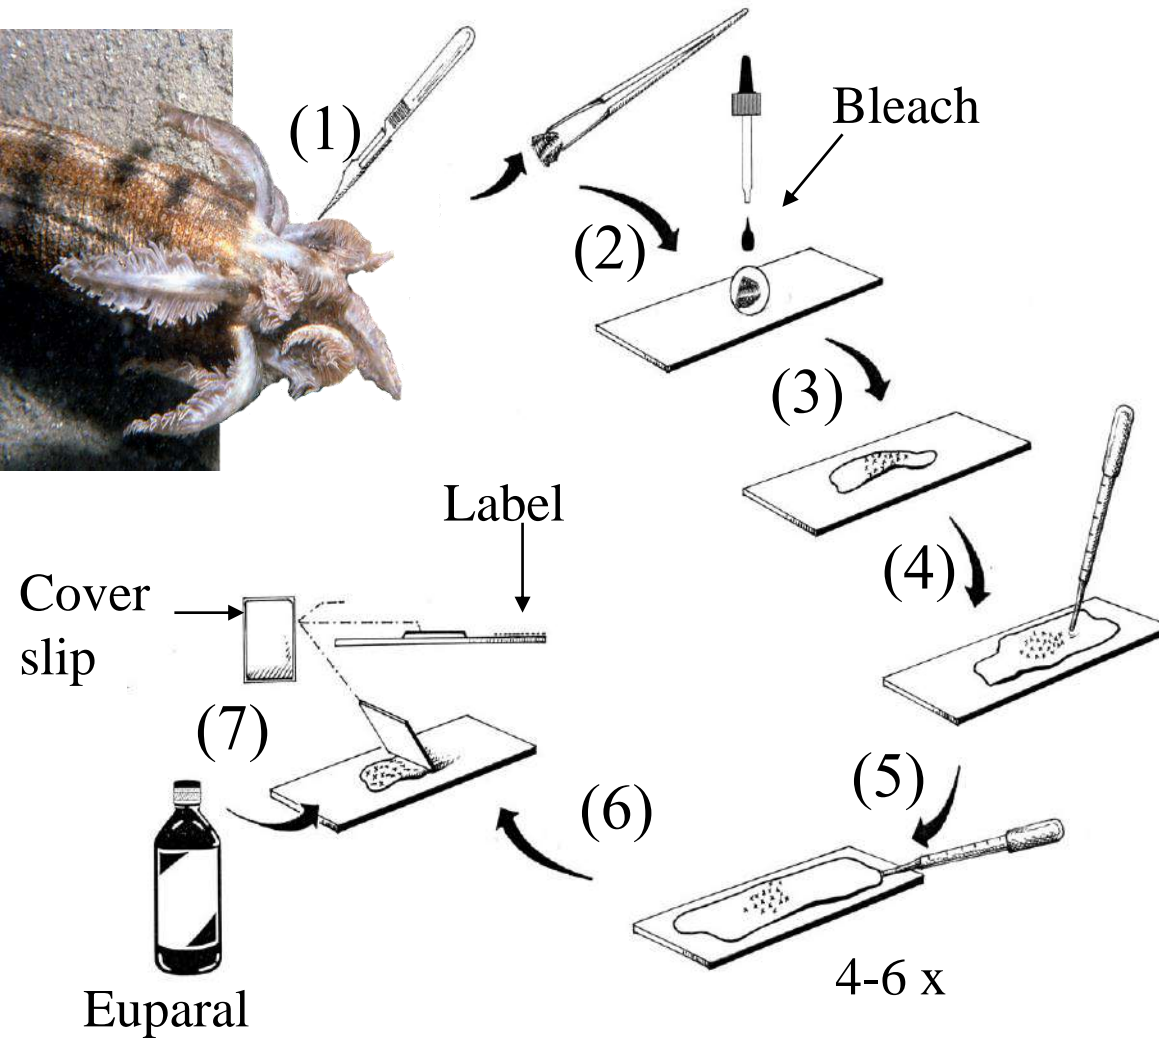 (1)
Bleach
(2)
(3)
Label
(4)
Cover
slip
(7)
(5)
(6)
4-6 x
Euparal